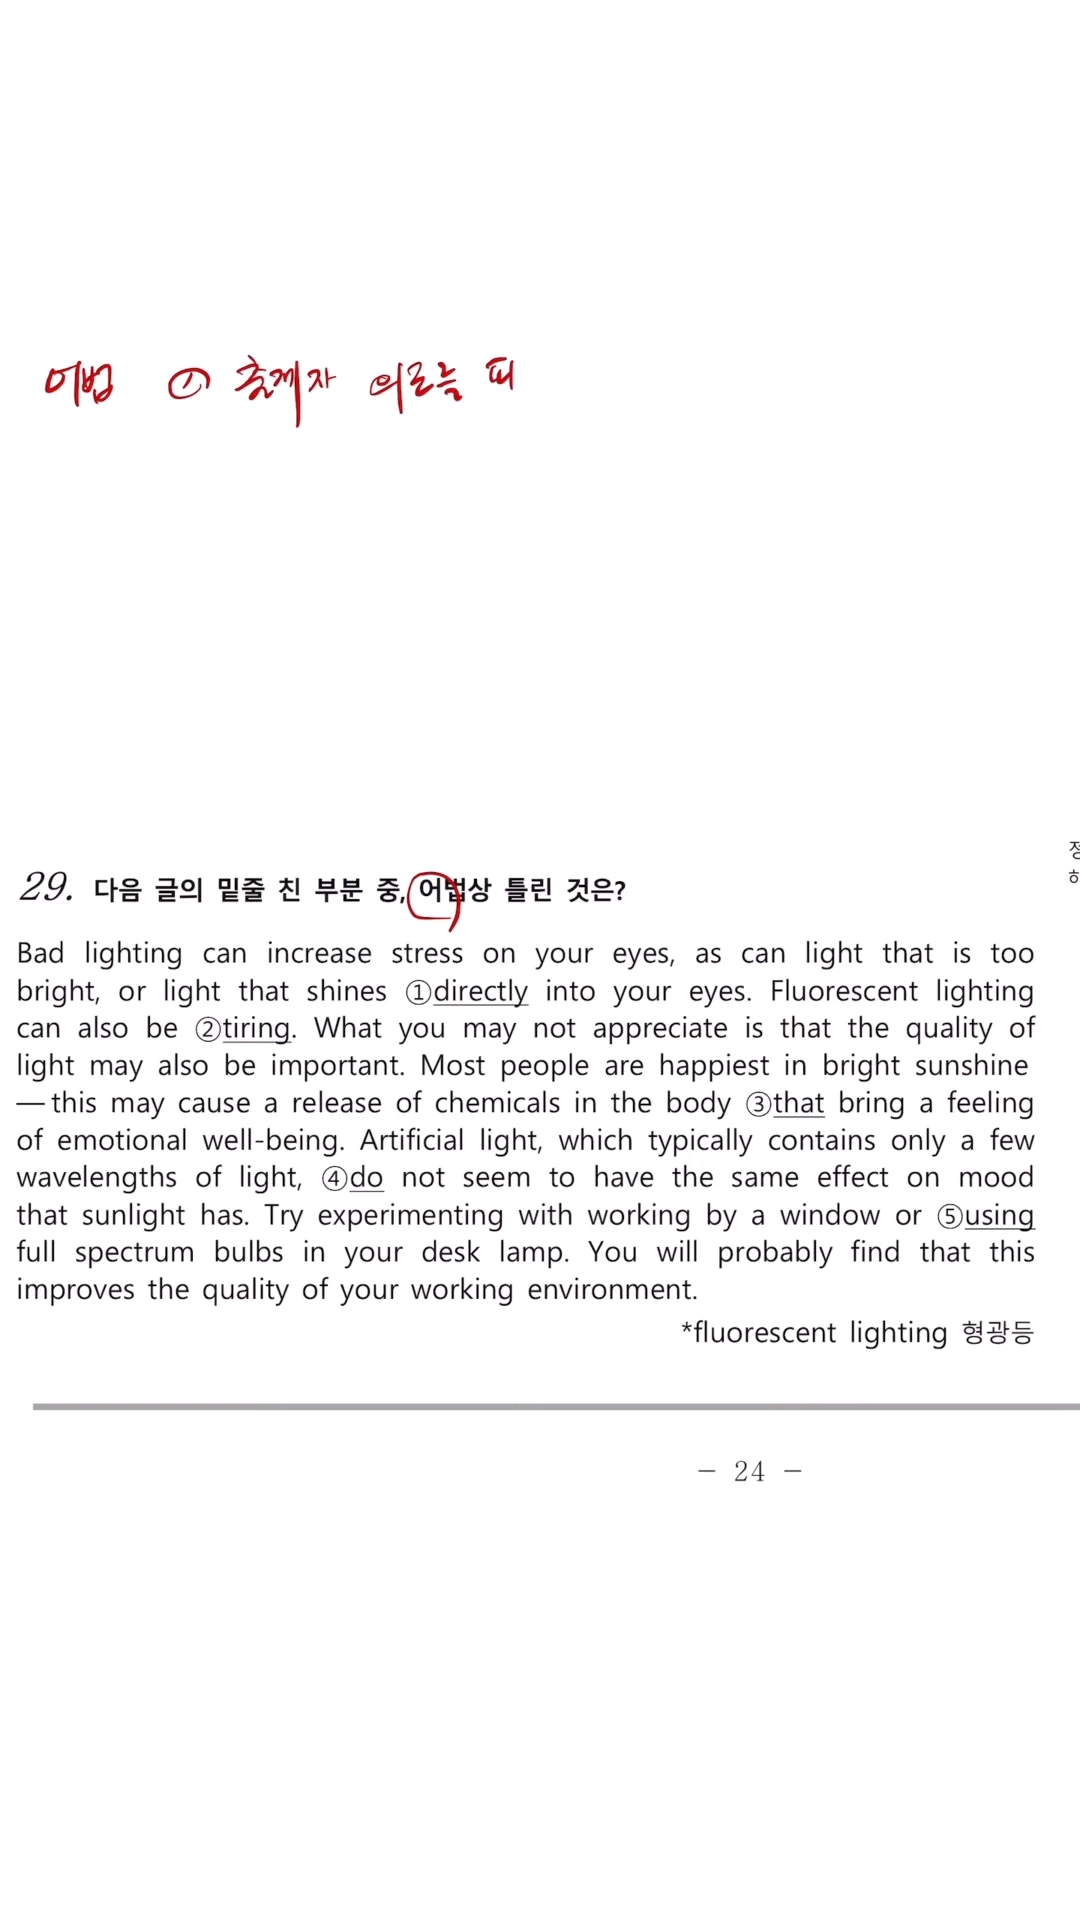 어법 ① 출제자 의도를 파
29. 다음 글의 밑줄 친 부분 중, 어법상 틀린 것은?
Bad lighting can increase stress on your eyes, as can light that is too
bright, or light that shines ①directly into your eyes. Fluorescent lighting
can also be ②tiring. What you may not appreciate is that the quality of
light may also be important. Most people are happiest in bright sunshine
—this may cause a release of chemicals in the body ③that bring a feeling
of emotional well-being. Artificial light, which typically contains only a few
wavelengths of light, ④do not seem to have the same effect on mood
that sunlight has. Try experimenting with working by a window or ⑤using
full spectrum bulbs in your desk lamp. You will probably find that this
improves the quality of your working environment.
*fluorescent lighting 형광등
- 24 -